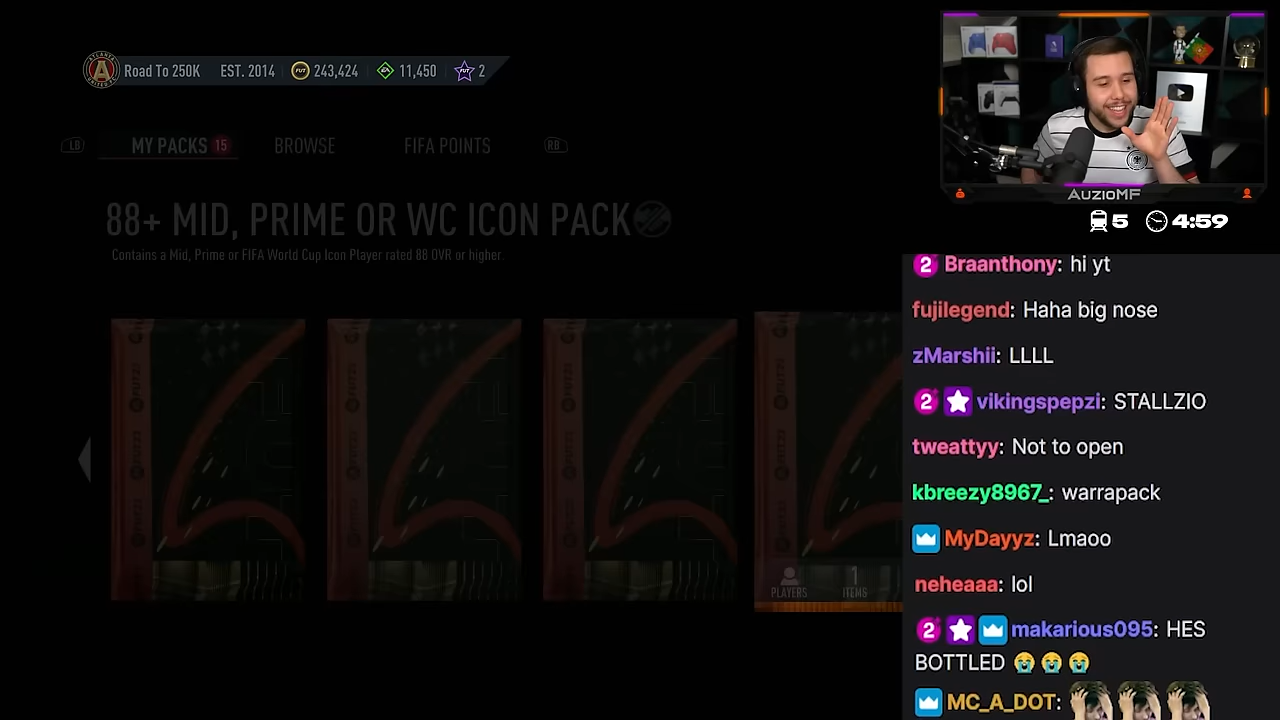 Road To 250K EST. 2014 FUT 243,424 11,450 FUT 2
LB MY PACKS 15 BROWSE FIFA POINTS RB
88+ MID, PRIME OR WC ICON PACK
Contains a Mid, Prime or FIFA World Cup Icon Player rated 88 OVR or higher
PLAYERS
1
ITEMS
AUZIOMF
5 4:59
2 Braanthony: hi yt
fujilegend: Haha big nose
zMarshii: LLLL
2 vikingspepzi: STALLZIO
tweattyy: Not to open
kbreezy8967_: warrapack
MyDayyz: Lmaoo
neheaaa: lol
2 makarious095: HES
BOTTLED 😭 😭 😭
MC_A_DOT: